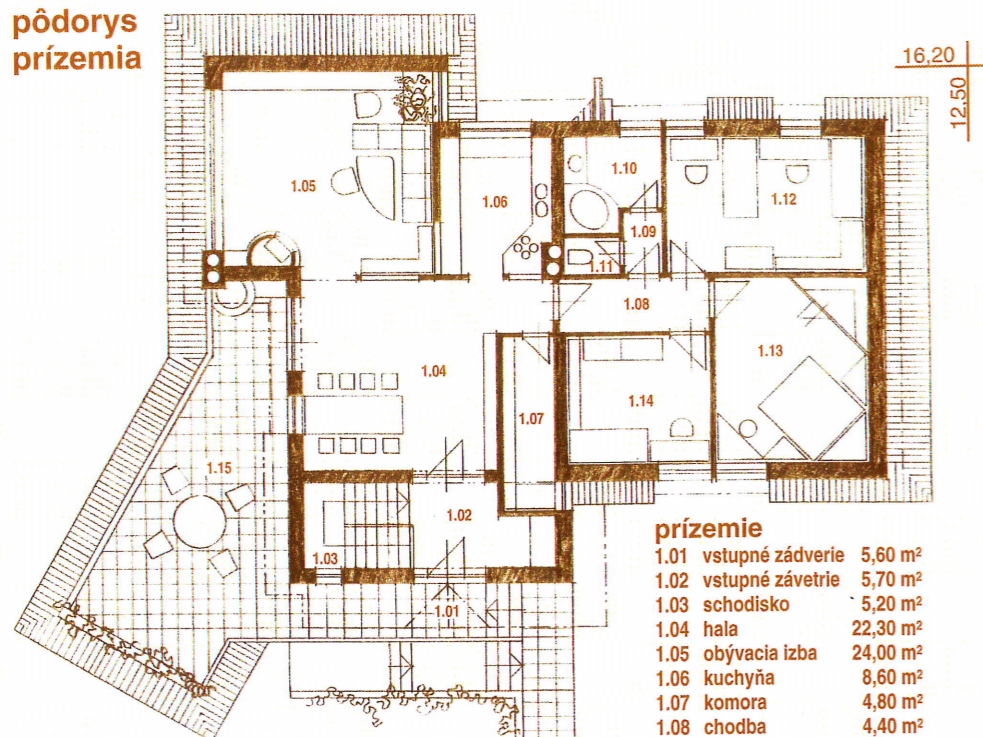 pôdorys
prízemia
16,20
12,50
1.05
1.06
1.10
1.12
1.09
1.11
1.08
1.04
1.13
1.07
1.14
1.15
1.02
1.03
1.01
prízemie
1.01 vstupné zádverie 5,60 m²
1.02 vstupné závetrie 5,70 m²
1.03 schodisko 5,20 m²
1.04 hala 22,30 m²
1.05 obývacia izba 24,00 m²
1.06 kuchyňa 8,60 m²
1.07 komora 4,80 m²
1.08 chodba 4,40 m²